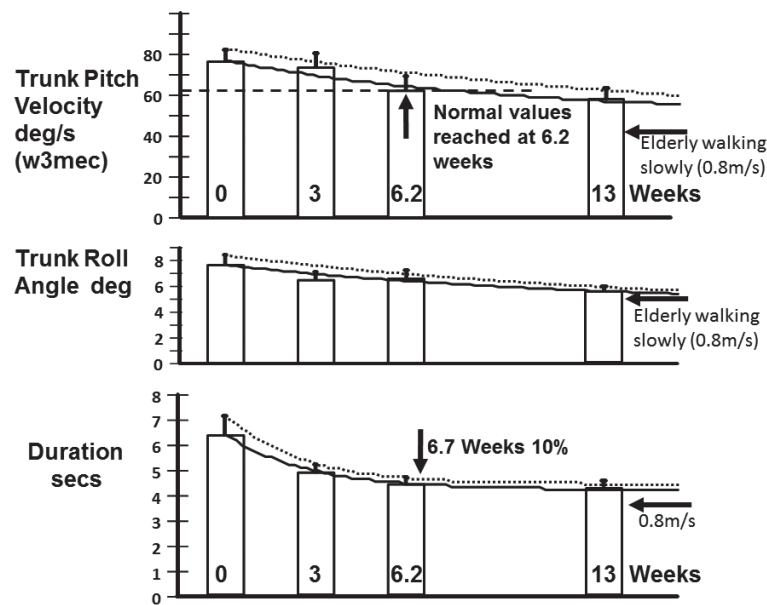 Trunk Pitch
Velocity
deg/s
(w3mec)
80
60
40
20
0
0
3
6.2
13 Weeks
Normal values
reached at 6.2
weeks
Elderly walking
slowly (0.8m/s)
Trunk Roll
Angle deg
8
6
5
4
2
2
0
Elderly walking
slowly (0.8m/s)
Duration
secs
8
7
6
5
4
3
2
1
0
0
3
6.2
13 Weeks
6.7 Weeks 10%
0.8m/s